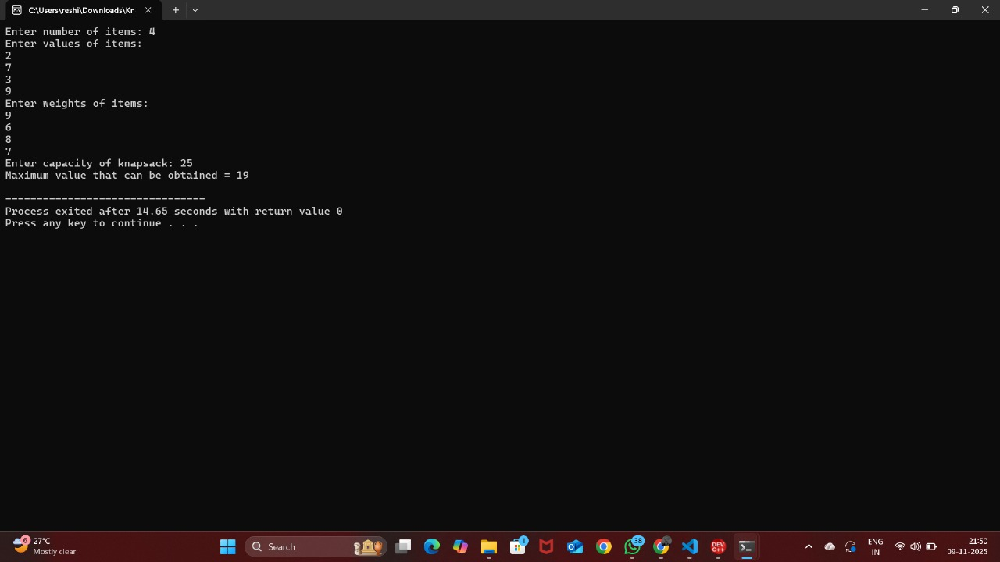 C:\Users\reshi\Downloads\Kn
Enter number of items: 4
Enter values of items:
2
7
3
9
Enter weights of items:
9
6
8
7
Enter capacity of knapsack: 25
Maximum value that can be obtained = 19
--------------------------------
Process exited after 14.65 seconds with return value 0
Press any key to continue . . .
6
27°C
Mostly clear
Search
1
38
DEV
C++
ENG
IN
21:50
09-11-2025